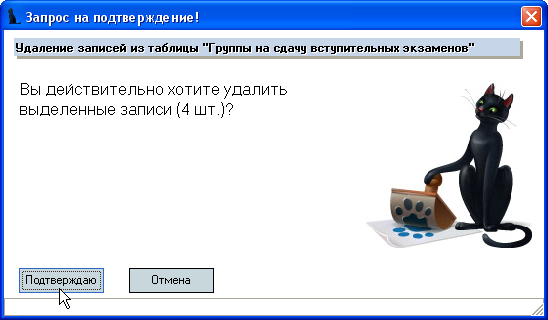 Запрос на подтверждение!
Удаление записей из таблицы "Группы на сдачу вступительных экзаменов"
Вы действительно хотите удалить
выделенные записи (4 шт.)?
Подтверждаю
Отмена